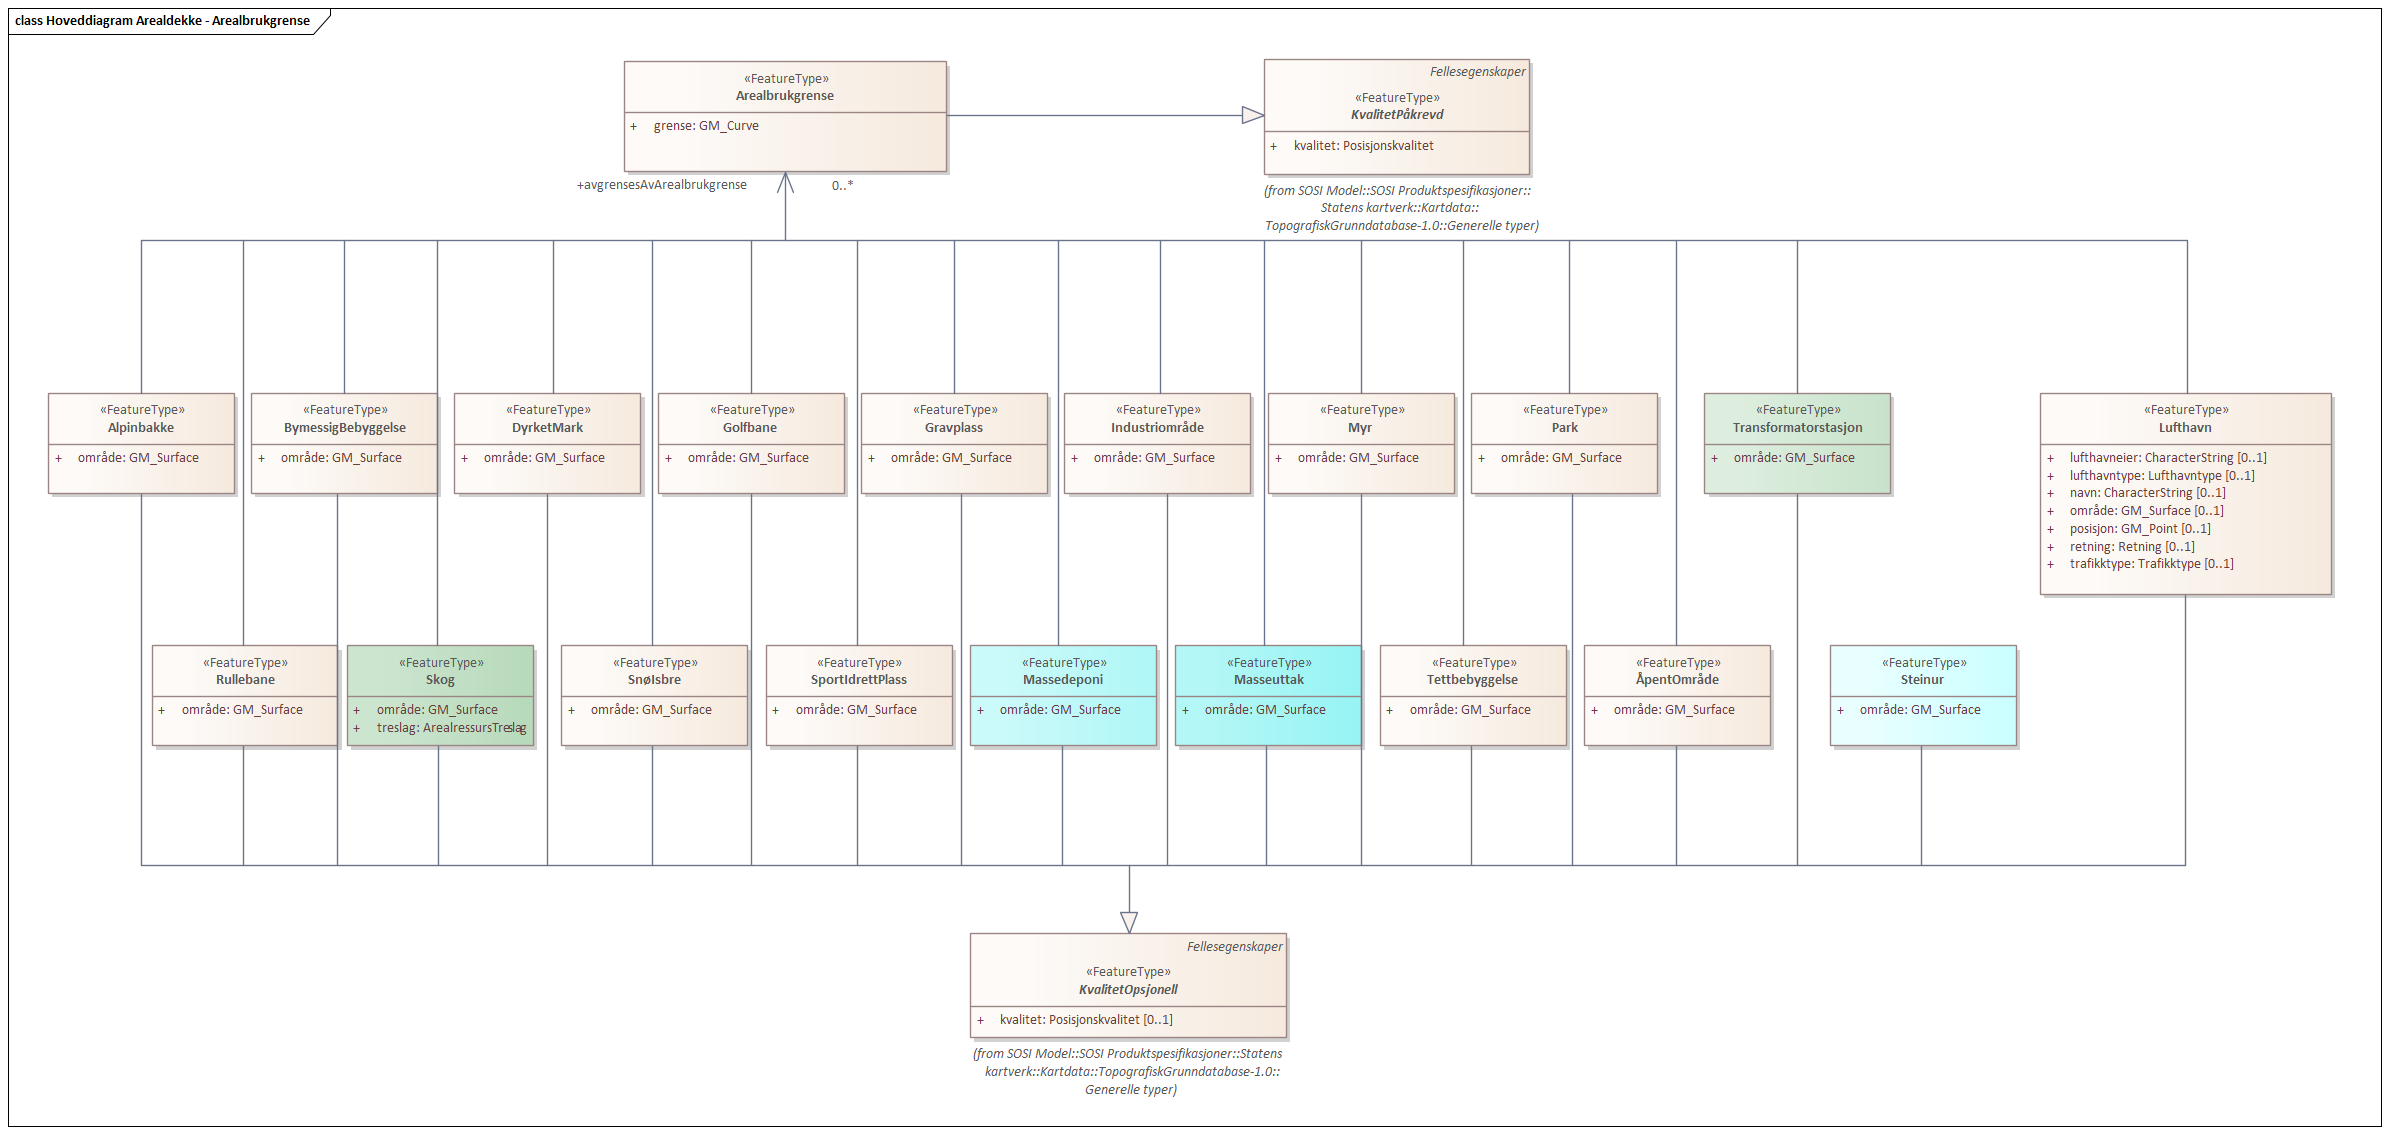 class Hoveddiagram Arealdekke - Arealbrukgrense
«FeatureType»
Arealbrukgrense
+ grense: GM_Curve
Fellesegenskaper
«FeatureType»
KvalitetPåkrevd
+ kvalitet: Posisjonskvalitet
+avgrensesAvArealbrukgrense 0..*
(from SOSI Model::SOSI Produktspesifikasjoner::
Statens kartverk::Kartdata::
TopografiskGrunndatabase-1.0::Generelle typer)
«FeatureType»
Alpinbakke
+ område: GM_Surface
«FeatureType»
BymessigBebyggelse
+ område: GM_Surface
«FeatureType»
DyrketMark
+ område: GM_Surface
«FeatureType»
Golfbane
+ område: GM_Surface
«FeatureType»
Gravplass
+ område: GM_Surface
«FeatureType»
Industriområde
+ område: GM_Surface
«FeatureType»
Myr
+ område: GM_Surface
«FeatureType»
Park
+ område: GM_Surface
«FeatureType»
Transformatorstasjon
+ område: GM_Surface
«FeatureType»
Lufthavn
+ lufthavneier: CharacterString [0..1]
+ lufthavntype: Lufthavntype [0..1]
+ navn: CharacterString [0..1]
+ område: GM_Surface [0..1]
+ posisjon: GM_Point [0..1]
+ retning: Retning [0..1]
+ trafikktype: Trafikktype [0..1]
«FeatureType»
Rullebane
+ område: GM_Surface
«FeatureType»
Skog
+ område: GM_Surface
+ treslag: ArealressursTreslag
«FeatureType»
SnøIsbre
+ område: GM_Surface
«FeatureType»
SportIdrettPlass
+ område: GM_Surface
«FeatureType»
Massedeponi
+ område: GM_Surface
«FeatureType»
Masseuttak
+ område: GM_Surface
«FeatureType»
Tettbebyggelse
+ område: GM_Surface
«FeatureType»
ÅpentOmråde
+ område: GM_Surface
«FeatureType»
Steinur
+ område: GM_Surface
Fellesegenskaper
«FeatureType»
KvalitetOpsjonell
+ kvalitet: Posisjonskvalitet [0..1]
(from SOSI Model::SOSI Produktspesifikasjoner::Statens
kartverk::Kartdata::TopografiskGrunndatabase-1.0::
Generelle typer)